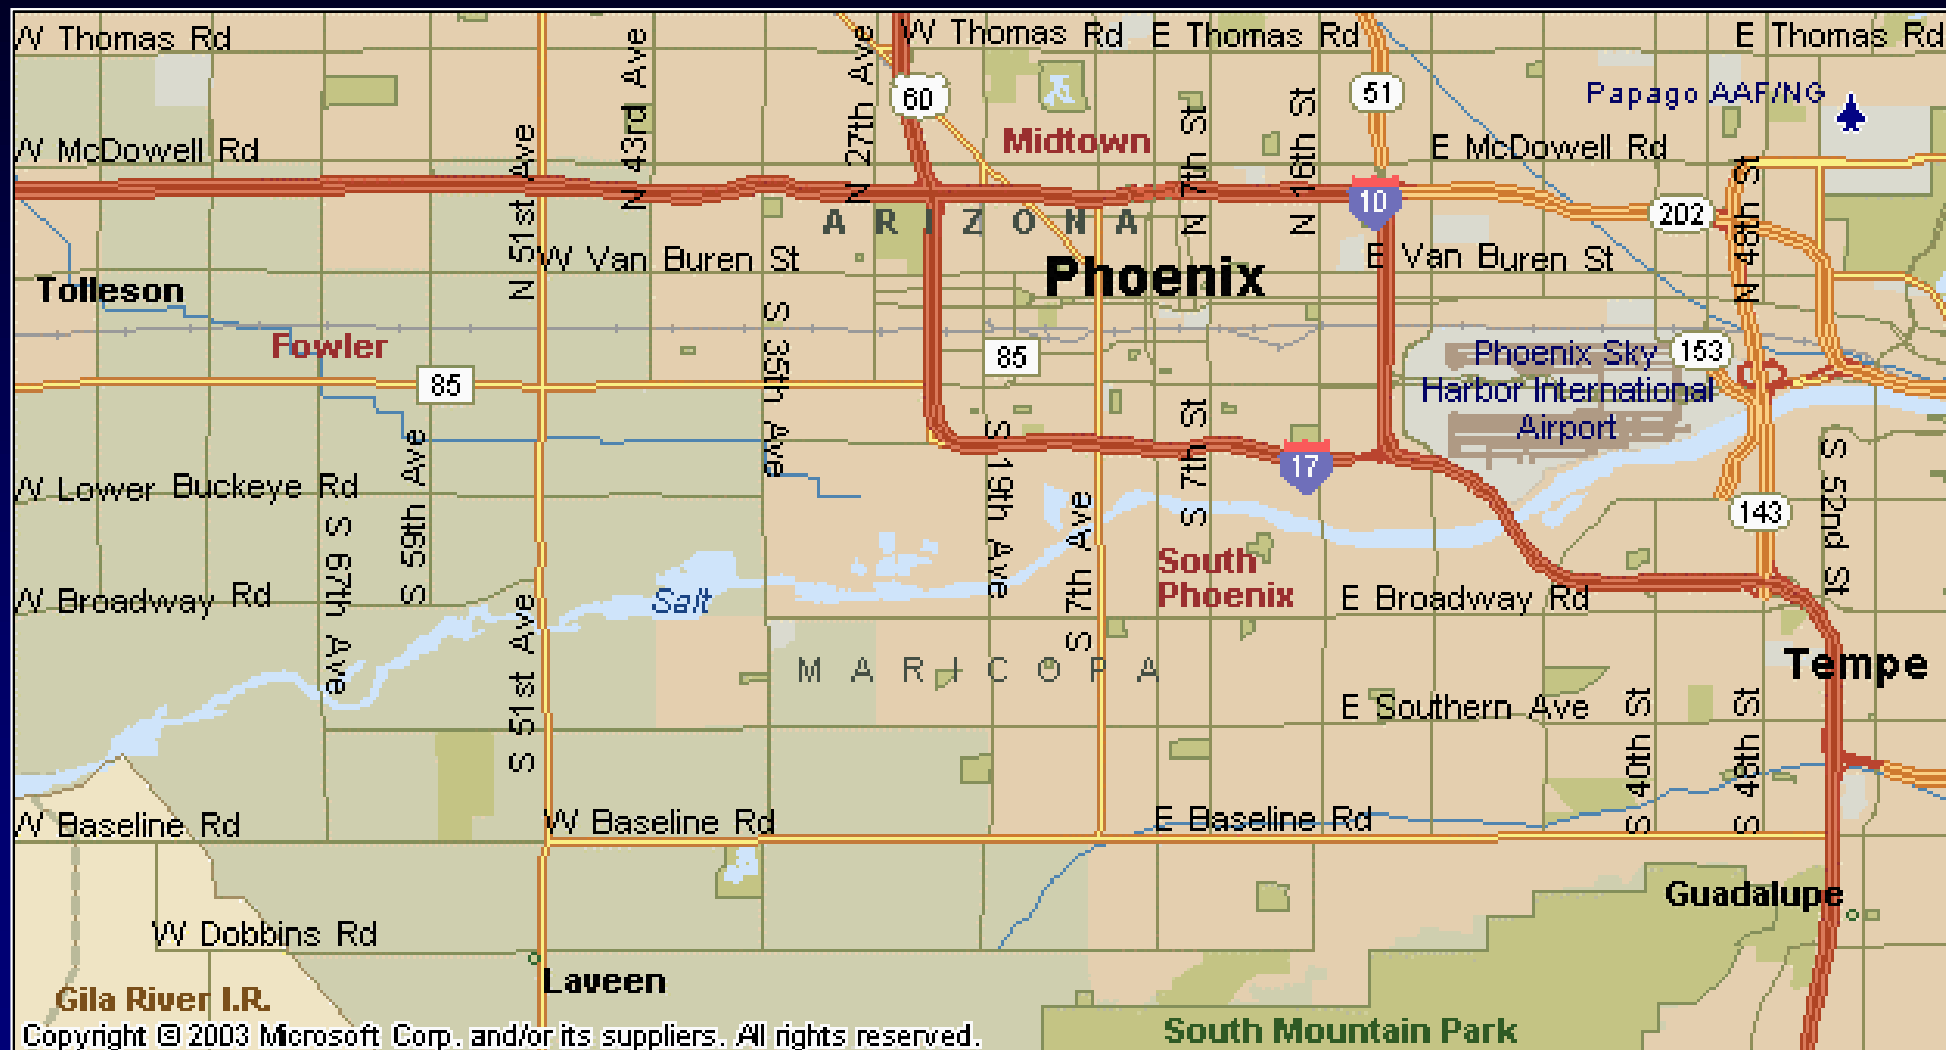 W Thomas Rd
N 43rd Ave
N 27th Ave
W Thomas Rd
E Thomas Rd
E Thomas Rd
60
51
Papago AAF/NG
W McDowell Rd
N 51st Ave
Midtown
N 7th St
N 16th St
E McDowell Rd
N 48th St
10
202
ARIZONA
W Van Buren St
Phoenix
E Van Buren St
Tolleson
Fowler
S 35th Ave
85
85
153
Phoenix Sky
Harbor International
Airport
S 19th Ave
S 7th St
17
W Lower Buckeye Rd
S 59th Ave
S 67th Ave
S 7th Ave
143
S 52nd St
South
Phoenix
W Broadway Rd
Salt
E Broadway Rd
S 51st Ave
MARICOPA
Tempe
E Southern Ave
S 40th St
S 48th St
W Baseline Rd
W Baseline Rd
E Baseline Rd
Guadalupe
W Dobbins Rd
Laveen
Gila River I.R.
South Mountain Park
Copyright © 2003 Microsoft Corp. and/or its suppliers. All rights reserved.